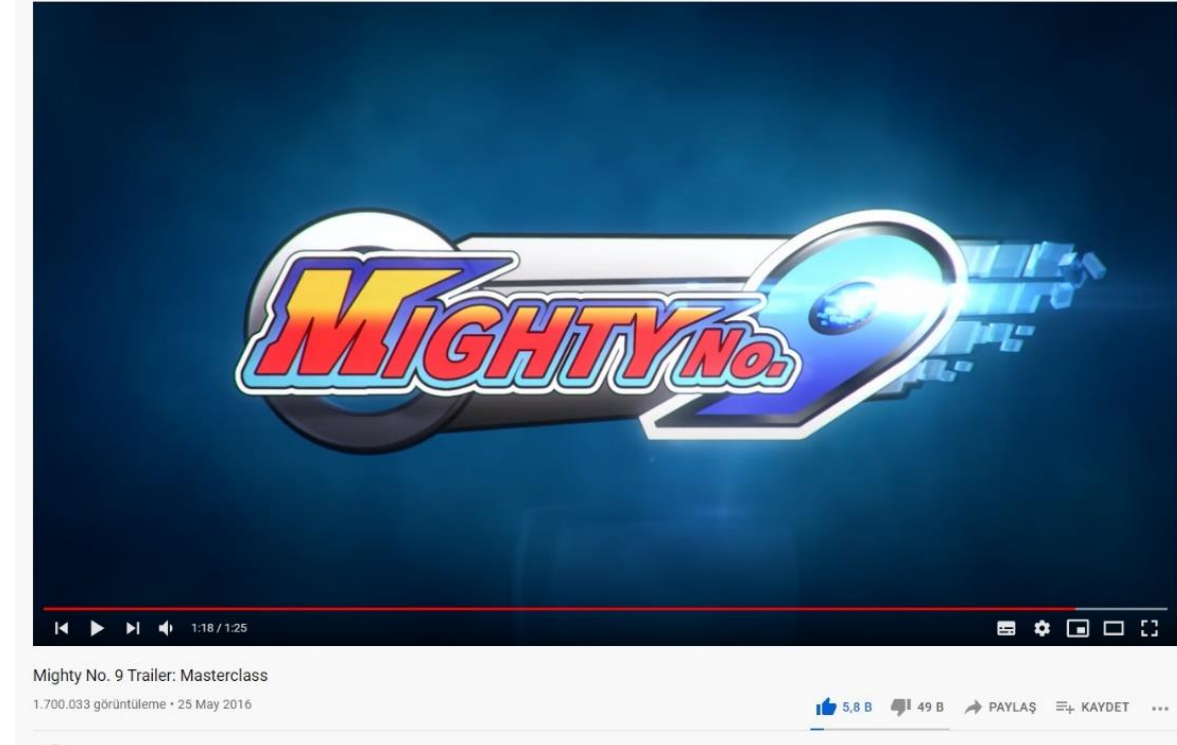 MIGHTY No. 9
1:18 / 1:25
Mighty No. 9 Trailer: Masterclass
1.700.033 görüntüleme • 25 May 2016
5,8 B 49 B PAYLAŞ KAYDET